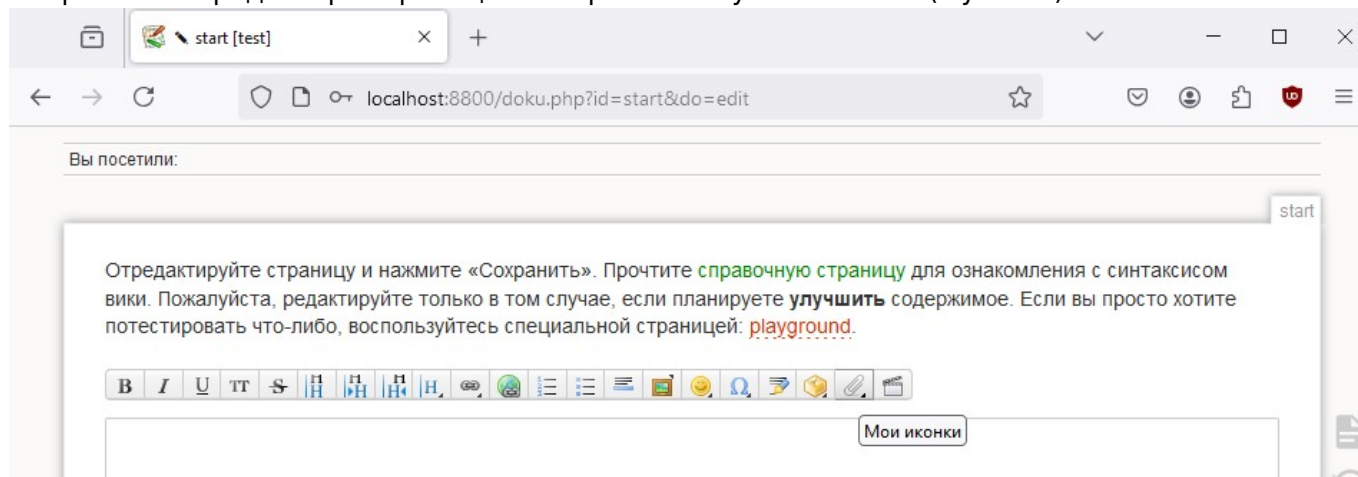 start [test]
localhost:8800/doku.php?id=start&do=edit
Вы посетили:
start
Отредактируйте страницу и нажмите «Сохранить». Прочтите справочную страницу для ознакомления с синтаксисом
вики. Пожалуйста, редактируйте только в том случае, если планируете улучшить содержимое. Если вы просто хотите
потестировать что-либо, воспользуйтесь специальной страницей: playground.
B I U TT S H H H H, Ω
Мои иконки